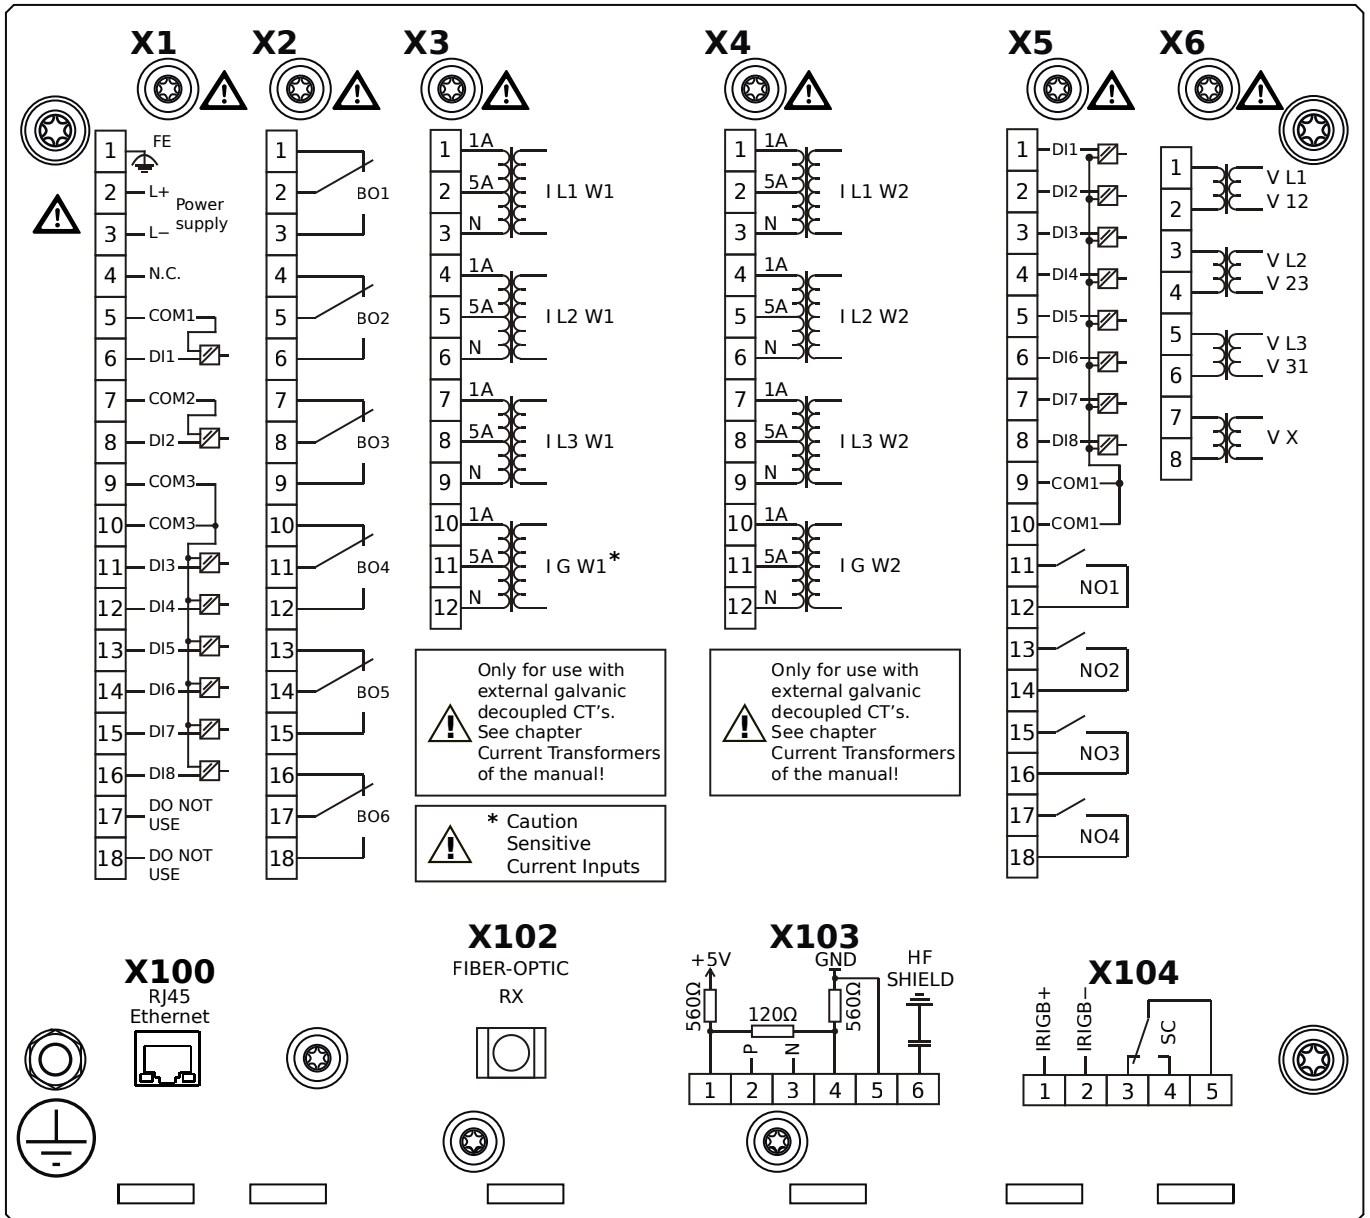 X1
X2
X3
X4
X5
X6
1 FE
2 L+
Power
supply
3 L−
4 N.C.
5 COM1
6 DI1
7 COM2
8 DI2
9 COM3
10 COM3
11 DI3
12 DI4
13 DI5
14 DI6
15 DI7
16 DI8
17 DO NOT
USE
18 DO NOT
USE
1
2 BO1
3
4
5 BO2
6
7
8 BO3
9
10
11 BO4
12
13
14 BO5
15
16
17 BO6
18
1 1A
2 5A I L1 W1
3 N
4 1A
5 5A I L2 W1
6 N
7 1A
8 5A I L3 W1
9 N
10 1A
11 5A I G W1*
12 N
Only for use with
external galvanic
decoupled CT's.
See chapter
Current Transformers
of the manual!
* Caution
Sensitive
Current Inputs
1 1A
2 5A I L1 W2
3 N
4 1A
5 5A I L2 W2
6 N
7 1A
8 5A I L3 W2
9 N
10 1A
11 5A I G W2
12 N
Only for use with
external galvanic
decoupled CT's.
See chapter
Current Transformers
of the manual!
1 DI1
2 DI2
3 DI3
4 DI4
5 DI5
6 DI6
7 DI7
8 DI8
9 COM1
10 COM1
11
NO1
12
13
NO2
14
15
NO3
16
17
NO4
18
1 V L1
2 V 12
3 V L2
4 V 23
5 V L3
6 V 31
7
V X
8
X100
RJ45
Ethernet
X102
FIBER-OPTIC
RX
X103
+5V
GND
HF
SHIELD
560Ω
120Ω
560Ω
P
N
1 2 3 4 5 6
X104
IRIGB+
IRIGB−
SC
1 2 3 4 5